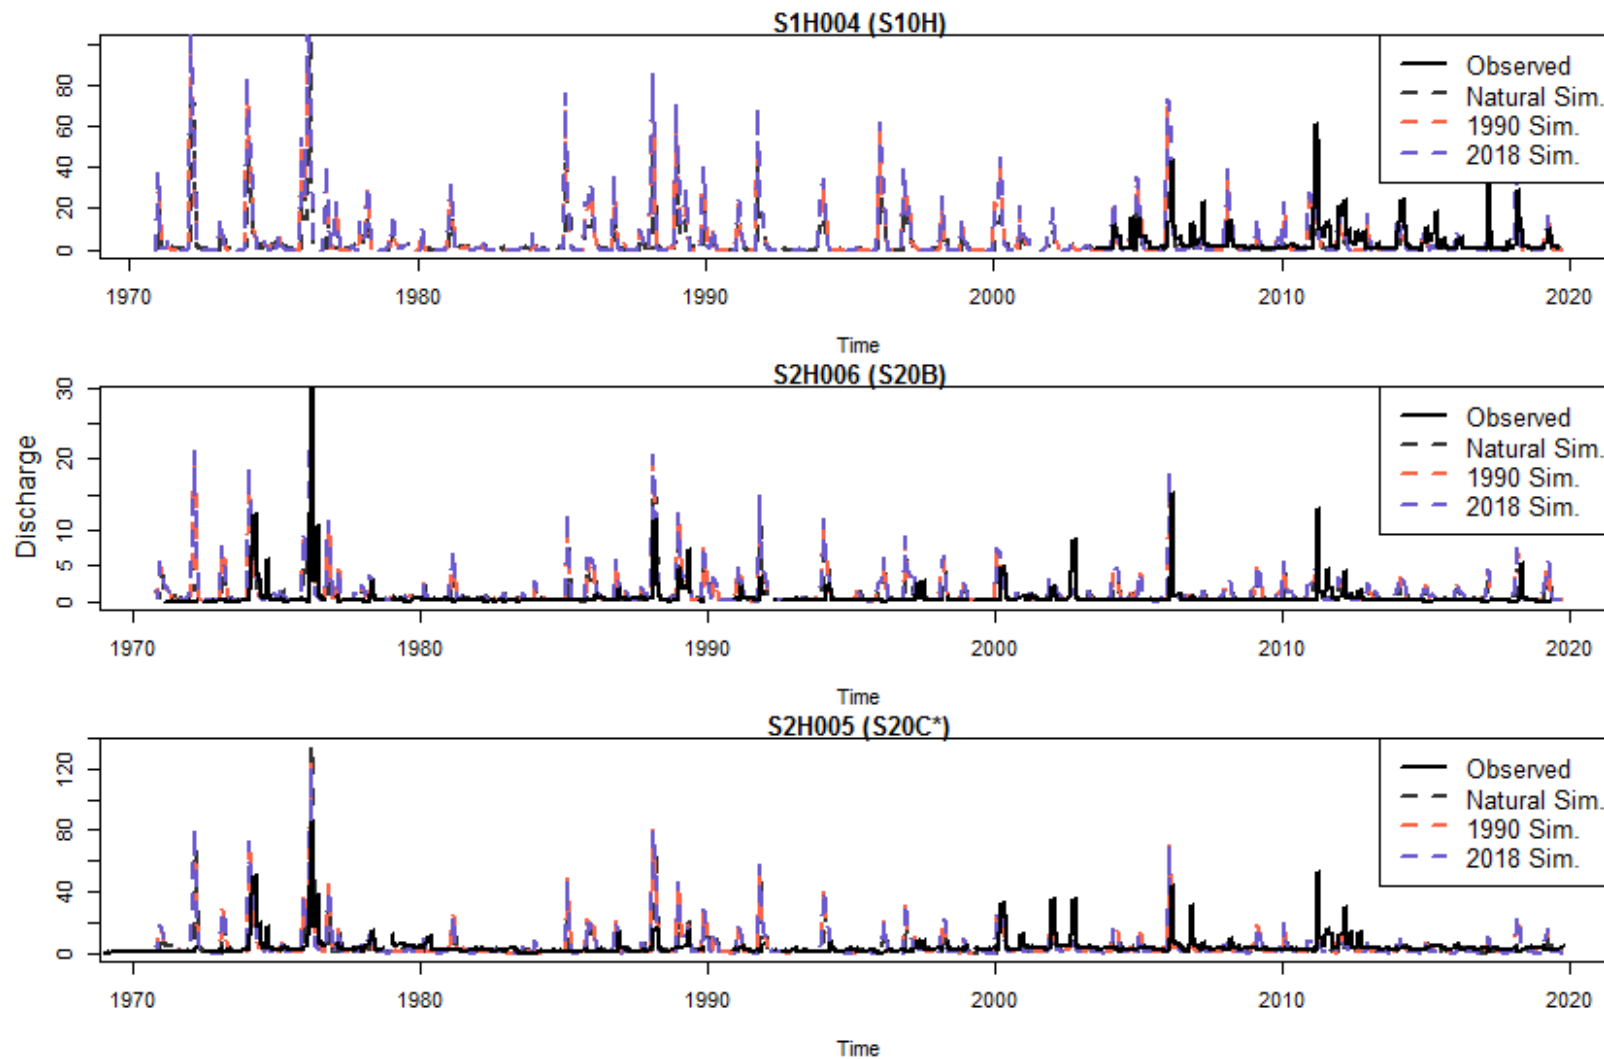 S1H004 (S10H)
80
60
40
20
0
Observed
Natural Sim.
1990 Sim.
2018 Sim.
1970 1980 1990 2000 2010 2020
Time
S2H006 (S20B)
Discharge
30
20
10
5
0
Observed
Natural Sim.
1990 Sim.
2018 Sim.
1970 1980 1990 2000 2010 2020
Time
S2H005 (S20C*)
120
80
40
0
Observed
Natural Sim.
1990 Sim.
2018 Sim.
1970 1980 1990 2000 2010 2020
Time